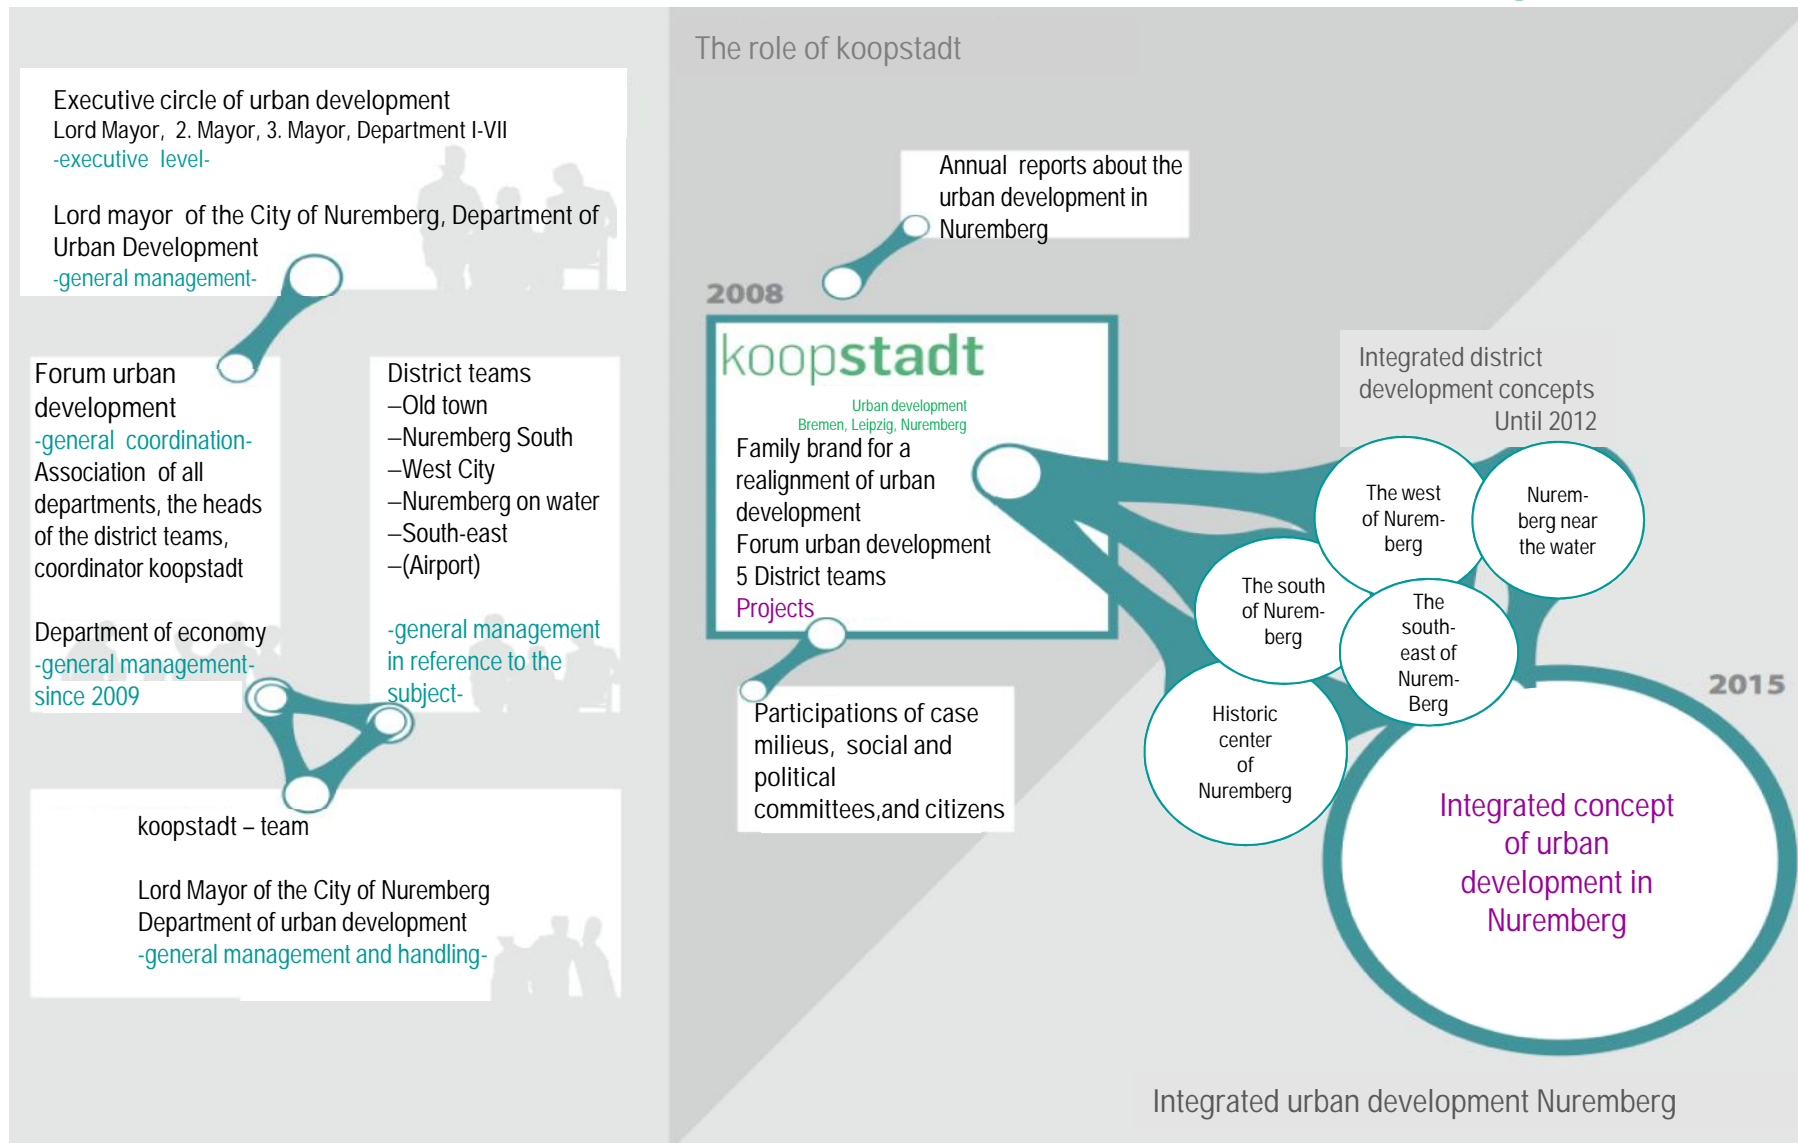 The role of koopstadt
Executive circle of urban development
Lord Mayor, 2. Mayor, 3. Mayor, Department I-VII
-executive level-
Lord mayor of the City of Nuremberg, Department of
Urban Development
-general management-
Forum urban
development
-general coordination-
Association of all
departments, the heads
of the district teams,
coordinator koopstadt
Department of economy
-general management-
since 2009
District teams
–Old town
–Nuremberg South
–West City
–Nuremberg on water
–South-east
–(Airport)
-general management
in reference to the
subject-
koopstadt – team
Lord Mayor of the City of Nuremberg
Department of urban development
-general management and handling-
Annual reports about the
urban development in
Nuremberg
2008
koopstadt
Urban development
Bremen, Leipzig, Nuremberg
Family brand for a
realignment of urban
development
Forum urban development
5 District teams
Projects
Participations of case
milieus, social and
political
committees,and citizens
Integrated district
development concepts
Until 2012
The west
of Nurem-
berg
Nurem-
berg near
the water
The south
of Nurem-
berg
The
south-
east of
Nurem-
Berg
Historic
center
of
Nuremberg
2015
Integrated concept
of urban
development in
Nuremberg
Integrated urban development Nuremberg